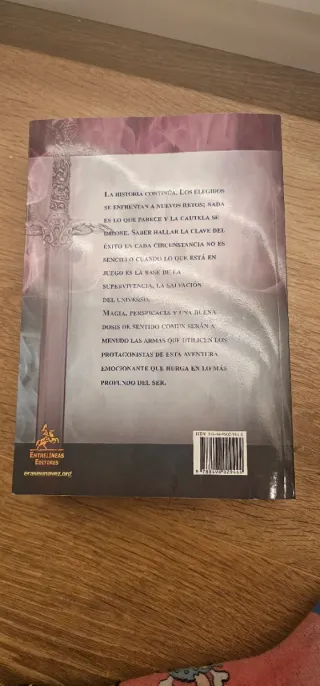 La historia continúa. Los elegidos
se enfrentan a nuevos retos; nada
es lo que parece y la cautela se
impone. Saber hallar la clave del
éxito en cada circunstancia no es
sencillo cuando lo que está en
juego es la base de la
supervivencia, la salvación
del universo.
Magia, perspicacia y una buena
dosis de sentido común serán a
menudo las armas que utilicen los
protagonistas de esta aventura
emocionante que hurga en lo más
profundo del ser.
Entrelíneas
Editores
ISBN